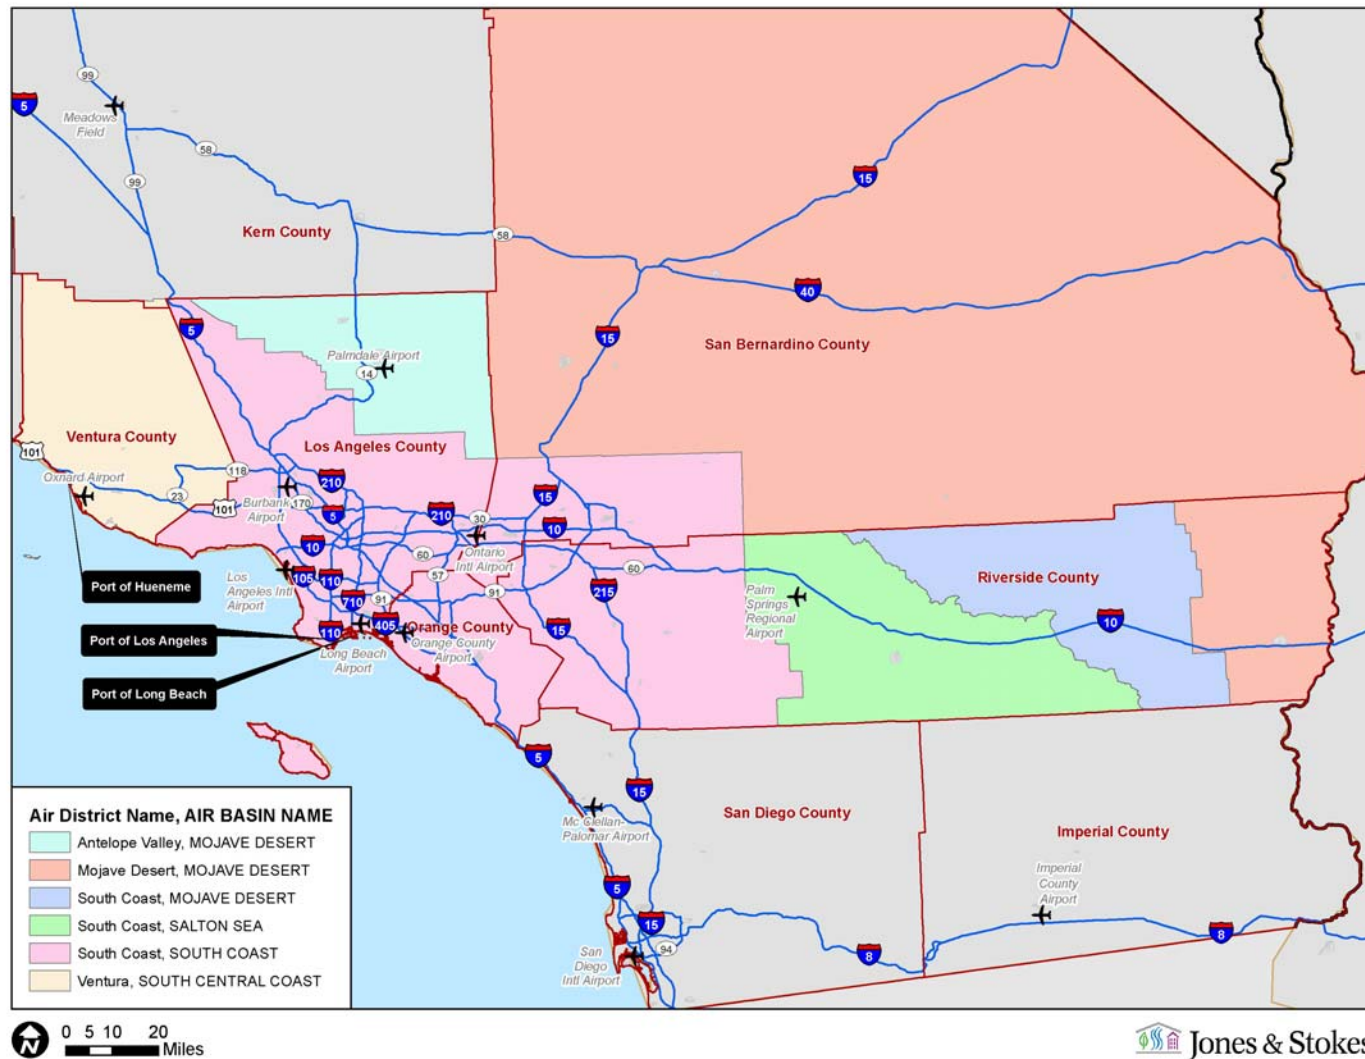 99
5
Meadows
Field
58
99
15
Kern County
58
40
5
15
San Bernardino County
Palmdale Airport
14
Ventura County
Los Angeles County
101
118
Oxnard Airport
210
23
101
Burbank
Airport
170
5
210
30
15
10
10
60
Ontario
Intl Airport
Port of Hueneme
Los
Angeles Intl
Airport
105
110
710
57
91
91
60
215
Palm
Springs
Regional
Airport
Riverside County
10
Port of Los Angeles
110
405
Orange County
15
Long Beach
Airport
Orange County
Airport
Port of Long Beach
5
15
San Diego County
Mc Clellan-
Palomar Airport
Imperial County
Imperial
County
Airport
5
15
94
San
Diego
Intl Airport
8
8
Air District Name, AIR BASIN NAME
Antelope Valley, MOJAVE DESERT
Mojave Desert, MOJAVE DESERT
South Coast, MOJAVE DESERT
South Coast, SALTON SEA
South Coast, SOUTH COAST
Ventura, SOUTH CENTRAL COAST
N
0 5 10 20
Miles
Jones & Stokes